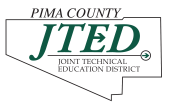 PIMA COUNTY
JTED
JOINT TECHNICAL
EDUCATION DISTRICT